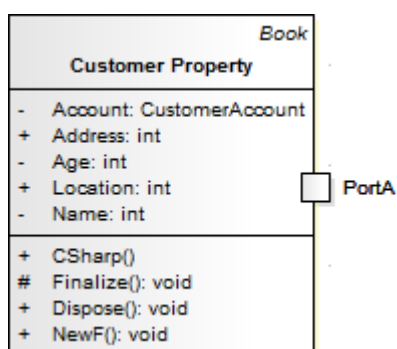 Book
Customer Property
- Account: CustomerAccount
+ Address: int
- Age: int
+ Location: int
- Name: int
PortA
+ CSharp()
# Finalize(): void
+ Dispose(): void
+ NewF(): void